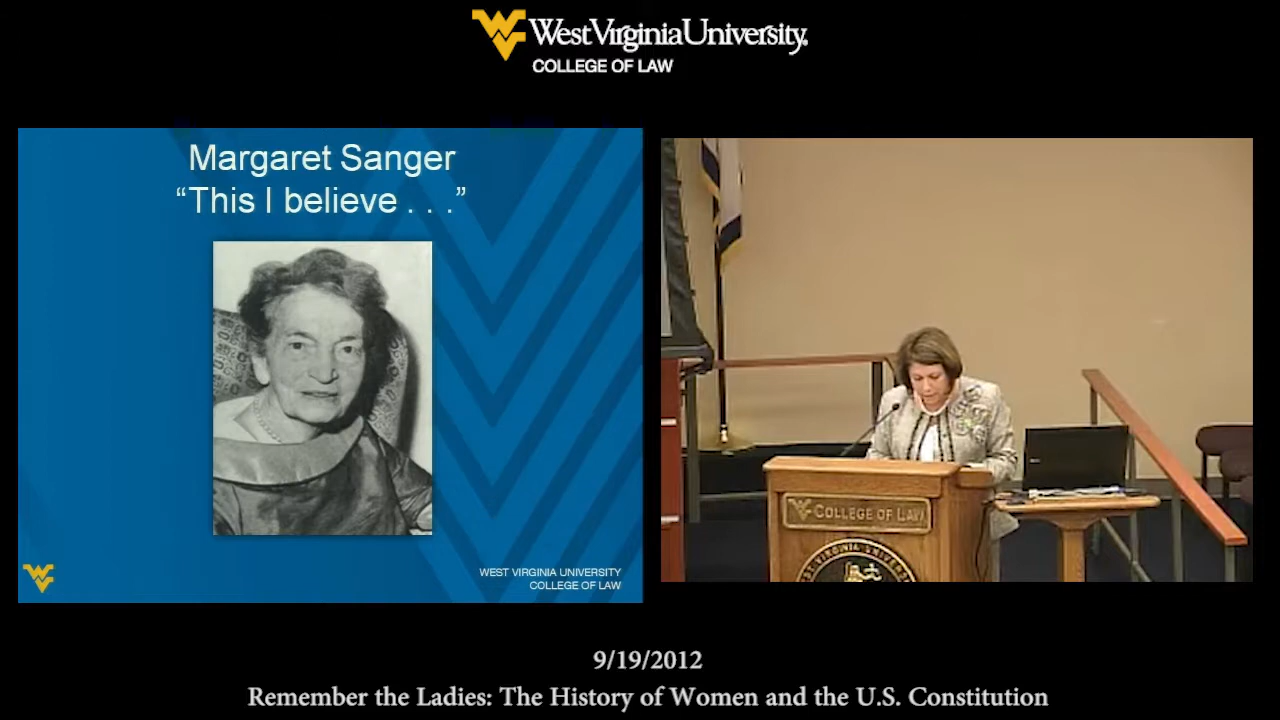 West Virginia University.
COLLEGE OF LAW
Margaret Sanger
“This I believe . . .”
WEST VIRGINIA UNIVERSITY
COLLEGE OF LAW
COLLEGE OF LAW
9/19/2012
Remember the Ladies: The History of Women and the U.S. Constitution